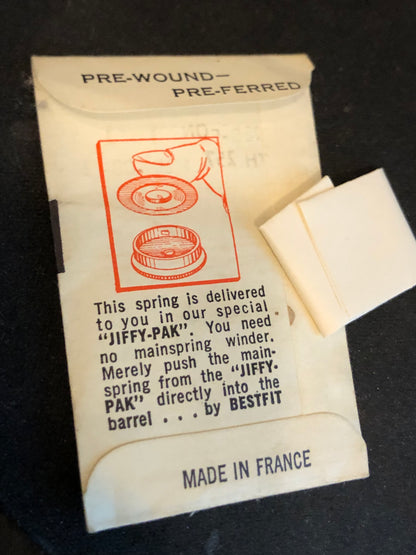 PRE-WOUND—
PRE-FERRED
This spring is delivered
to you in our special
"JIFFY-PAK". You need
no mainspring winder.
Merely push the main-
spring from the "JIFFY-
PAK" directly into the
barrel . . . by BESTFIT
MADE IN FRANCE